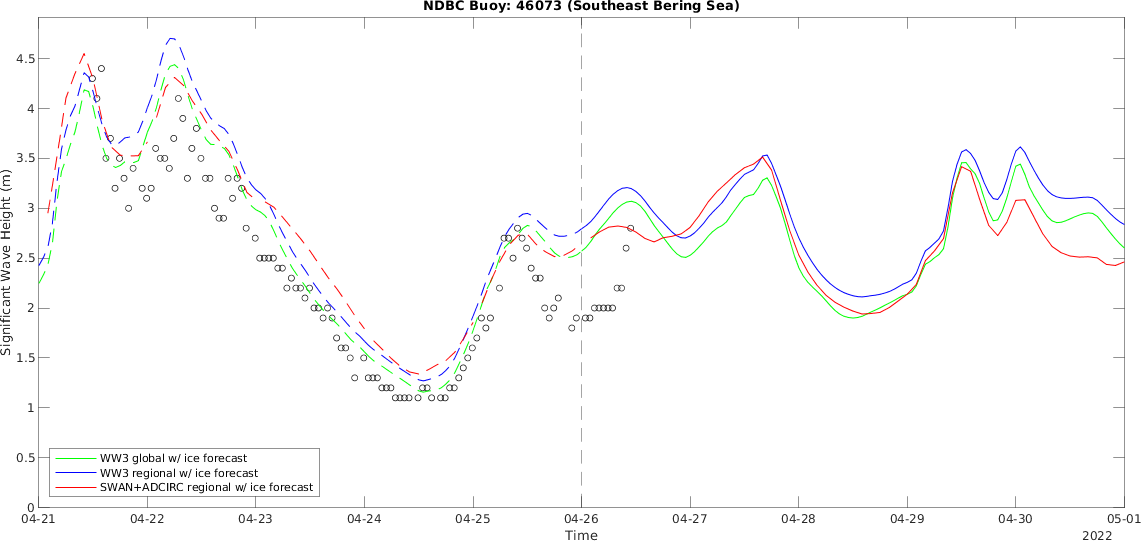 NDBC Buoy: 46073 (Southeast Bering Sea)
Significant Wave Height (m)
4.5
4
3.5
3
2.5
2
1.5
1
0.5
0
WW3 global w/ ice forecast
WW3 regional w/ ice forecast
SWAN+ADCIRC regional w/ ice forecast
04-21 04-22 04-23 04-24 04-25 04-26 04-27 04-28 04-29 04-30 05-01
Time
2022